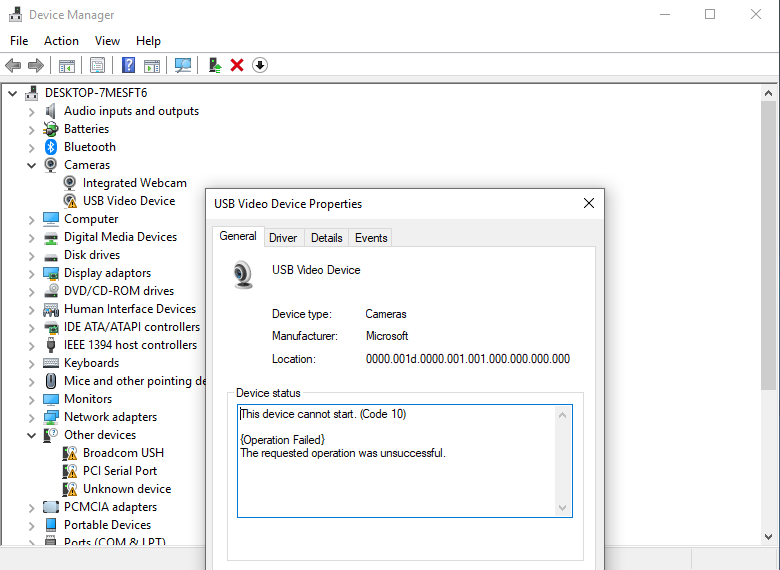 Device Manager
File Action View Help
DESKTOP-7MESFT6
Audio inputs and outputs
Batteries
Bluetooth
Cameras
Integrated Webcam
USB Video Device
Computer
Digital Media Devices
Disk drives
Display adaptors
DVD/CD-ROM drives
Human Interface Devices
IDE ATA/ATAPI controllers
IEEE 1394 host controllers
Keyboards
Mice and other pointing de
Monitors
Network adapters
Other devices
Broadcom USH
PCI Serial Port
Unknown device
PCMCIA adapters
Portable Devices
Ports (COM & LPT)
USB Video Device Properties
General Driver Details Events
USB Video Device
Device type: Cameras
Manufacturer: Microsoft
Location: 0000.001d.0000.001.001.000.000.000.000
Device status
This device cannot start. (Code 10)
{Operation Failed}
The requested operation was unsuccessful.